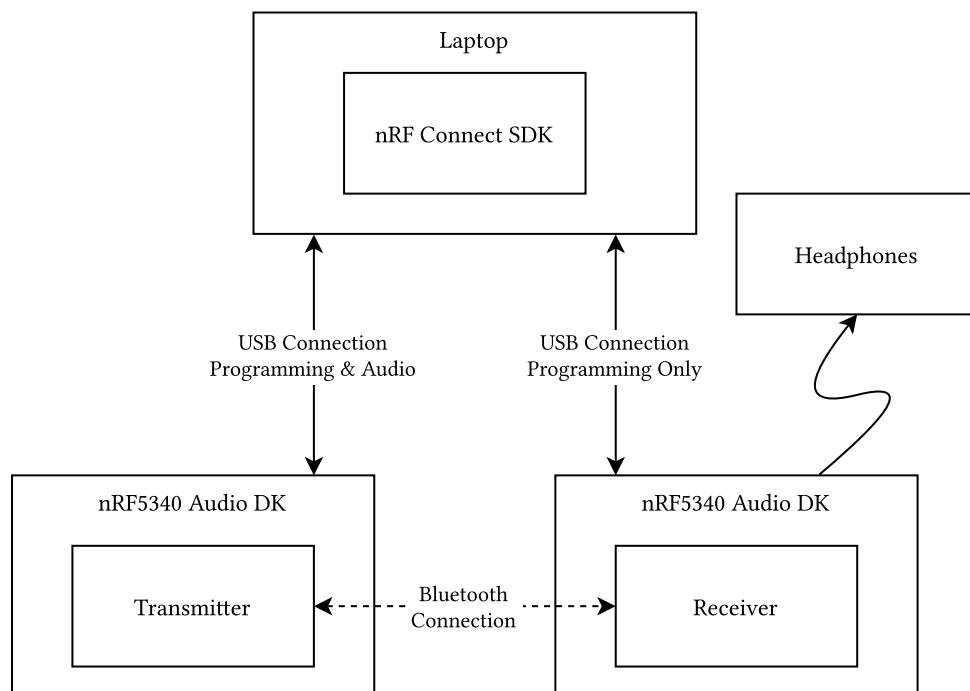 Laptop
nRF Connect SDK
Headphones
USB Connection
Programming & Audio
USB Connection
Programming Only
nRF5340 Audio DK
nRF5340 Audio DK
Transmitter
Bluetooth
Connection
Receiver